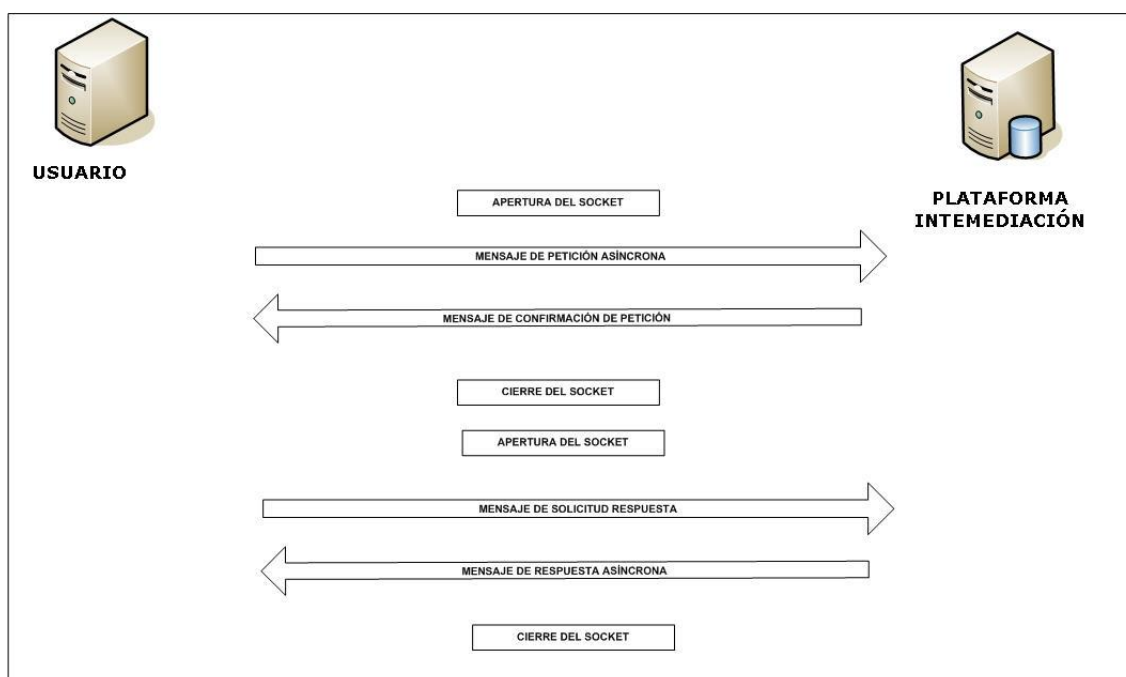 USUARIO
PLATAFORMA
INTEMEDIACIÓN
APERTURA DEL SOCKET
MENSAJE DE PETICIÓN ASÍNCRONA
MENSAJE DE CONFIRMACIÓN DE PETICIÓN
CIERRE DEL SOCKET
APERTURA DEL SOCKET
MENSAJE DE SOLICITUD RESPUESTA
MENSAJE DE RESPUESTA ASÍNCRONA
CIERRE DEL SOCKET